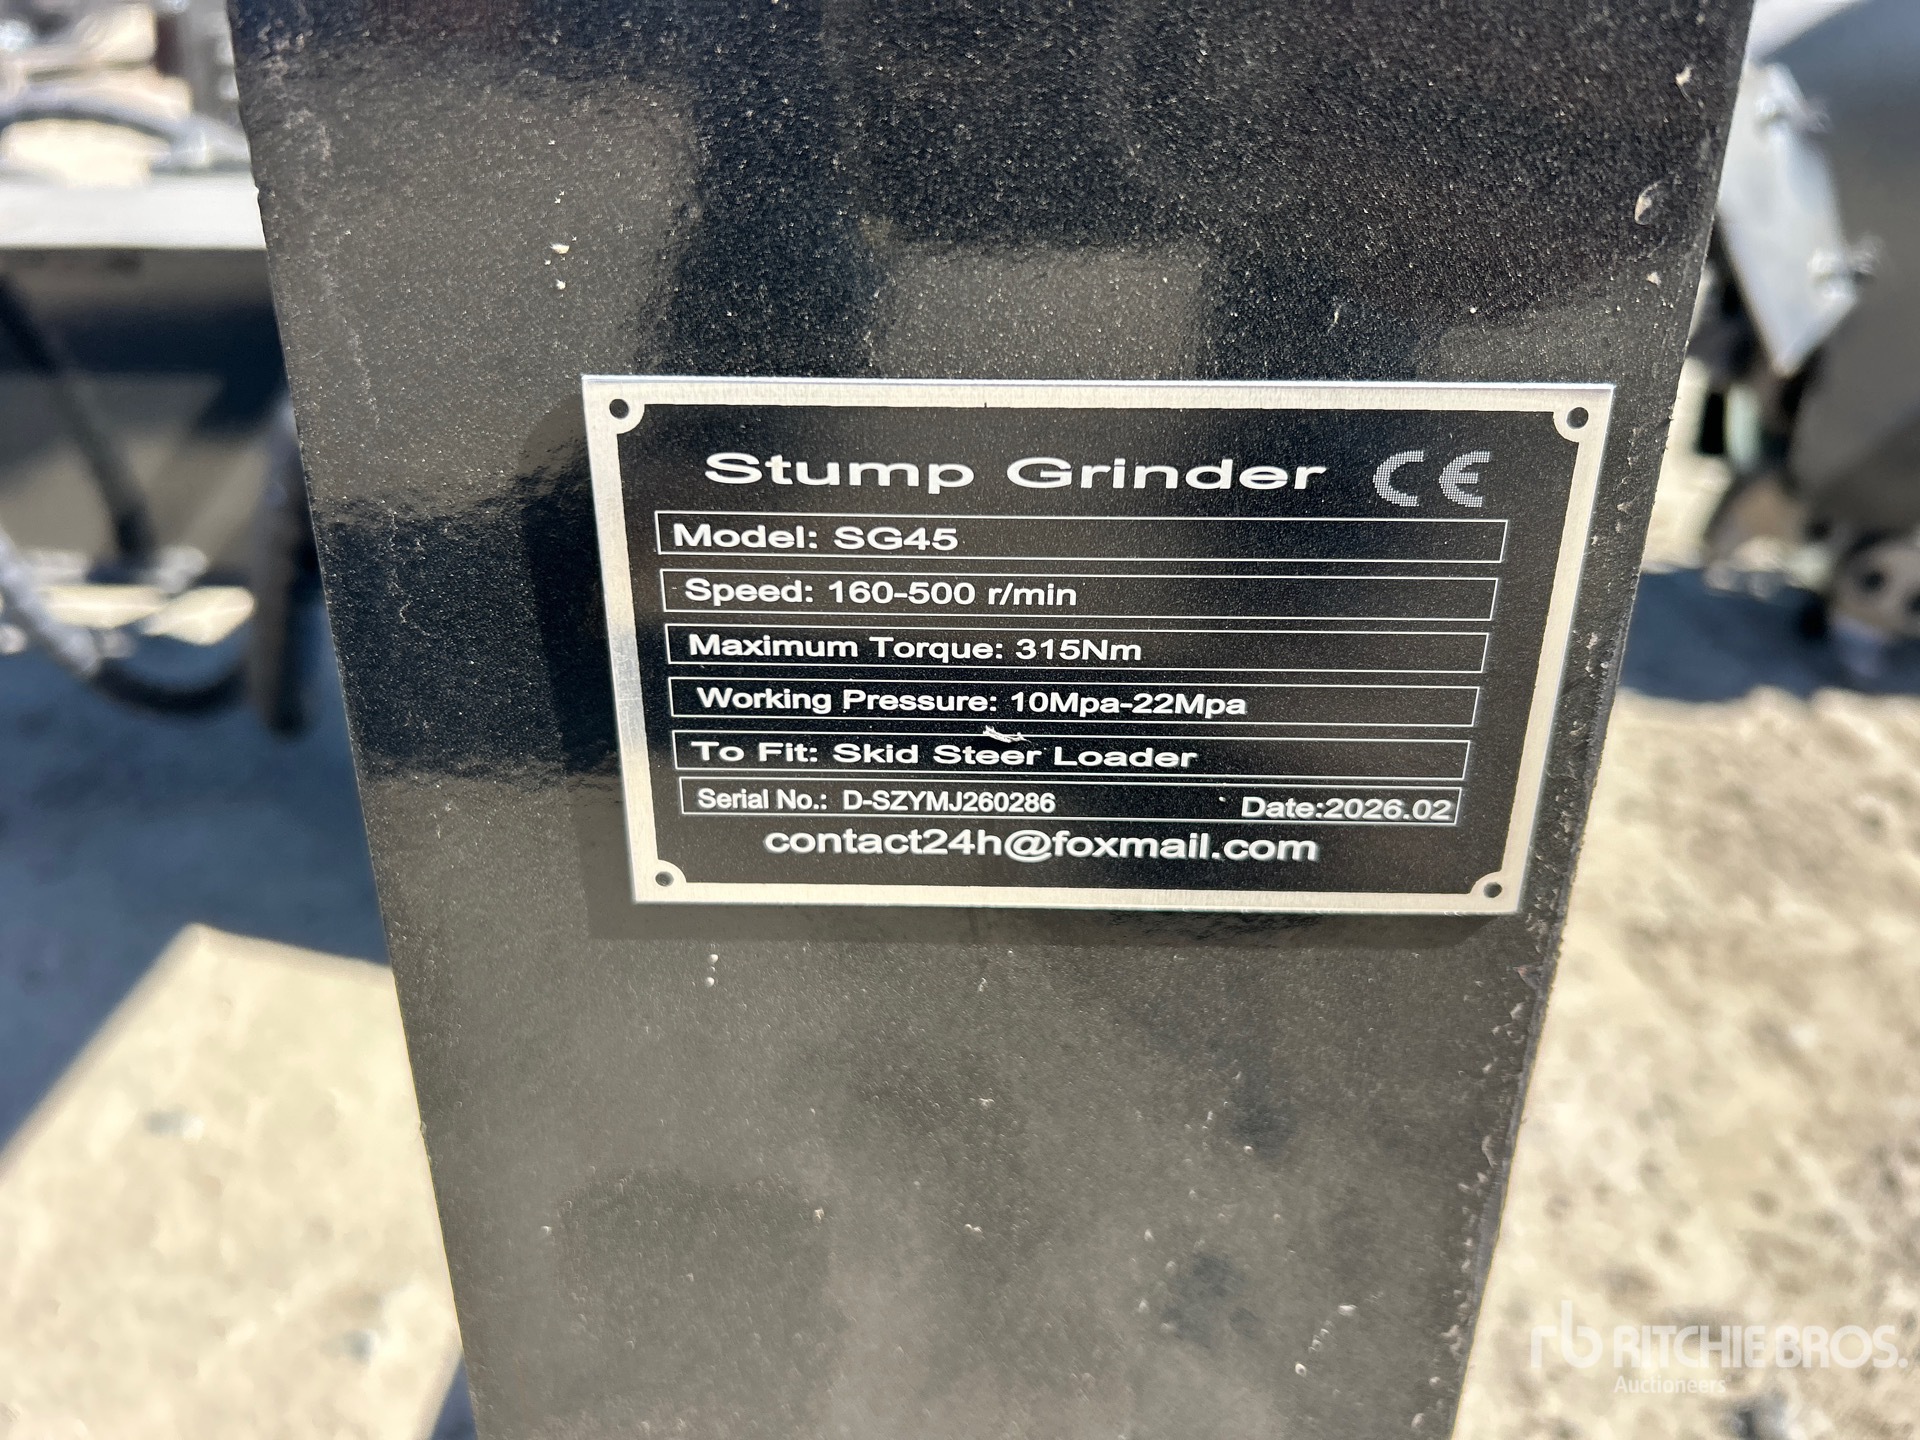 Stump Grinder CE
Model: SG45
Speed: 160-500 r/min
Maximum Torque: 315Nm
Working Pressure: 10Mpa-22Mpa
To Fit: Skid Steer Loader
Serial No.: D-SZYMJ260286 Date:2026.02
contact24h@foxmail.com
rb RITCHIE BROS.
Auctioneers